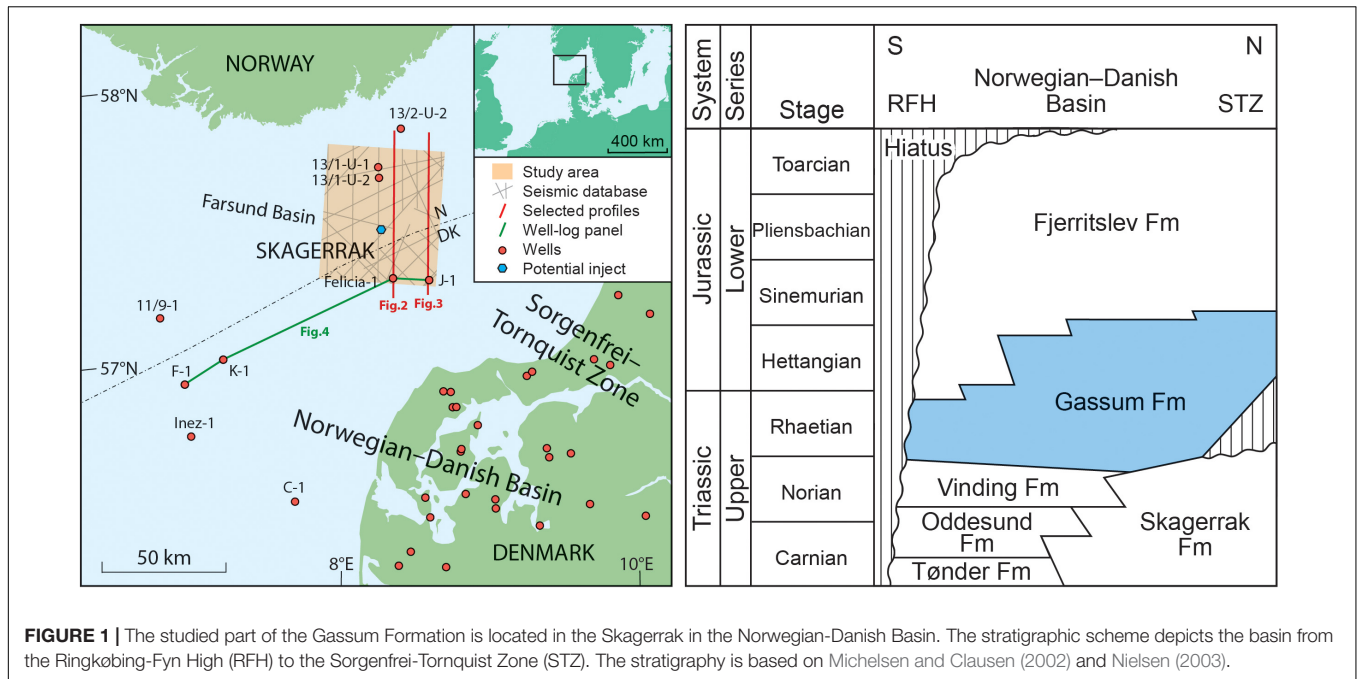 NORWAY
58°N
13/2-U-2
13/1-U-1
13/1-U-2
Farsund Basin
N
DK
SKAGERRAK
Felicia-1
J-1
Fig.2
Fig.3
11/9-1
Fig.4
57°N
F-1
K-1
Inez-1
C-1
Sorgenfrei–
Tornquist Zone
Norwegian–Danish Basin
DENMARK
50 km
8°E
10°E
400 km
Study area
Seismic database
Selected profiles
Well-log panel
Wells
Potential inject
System
Series
Stage
S
N
Norwegian–Danish
Basin
RFH
STZ
Jurassic
Lower
Toarcian
Pliensbachian
Sinemurian
Hettangian
Triassic
Upper
Rhaetian
Norian
Carnian
Hiatus
Fjerritslev Fm
Gassum Fm
Vinding Fm
Oddesund
Fm
Tønder Fm
Skagerrak
Fm
FIGURE 1 | The studied part of the Gassum Formation is located in the Skagerrak in the Norwegian-Danish Basin. The stratigraphic scheme depicts the basin from
the Ringkøbing-Fyn High (RFH) to the Sorgenfrei-Tornquist Zone (STZ). The stratigraphy is based on Michelsen and Clausen (2002) and Nielsen (2003).